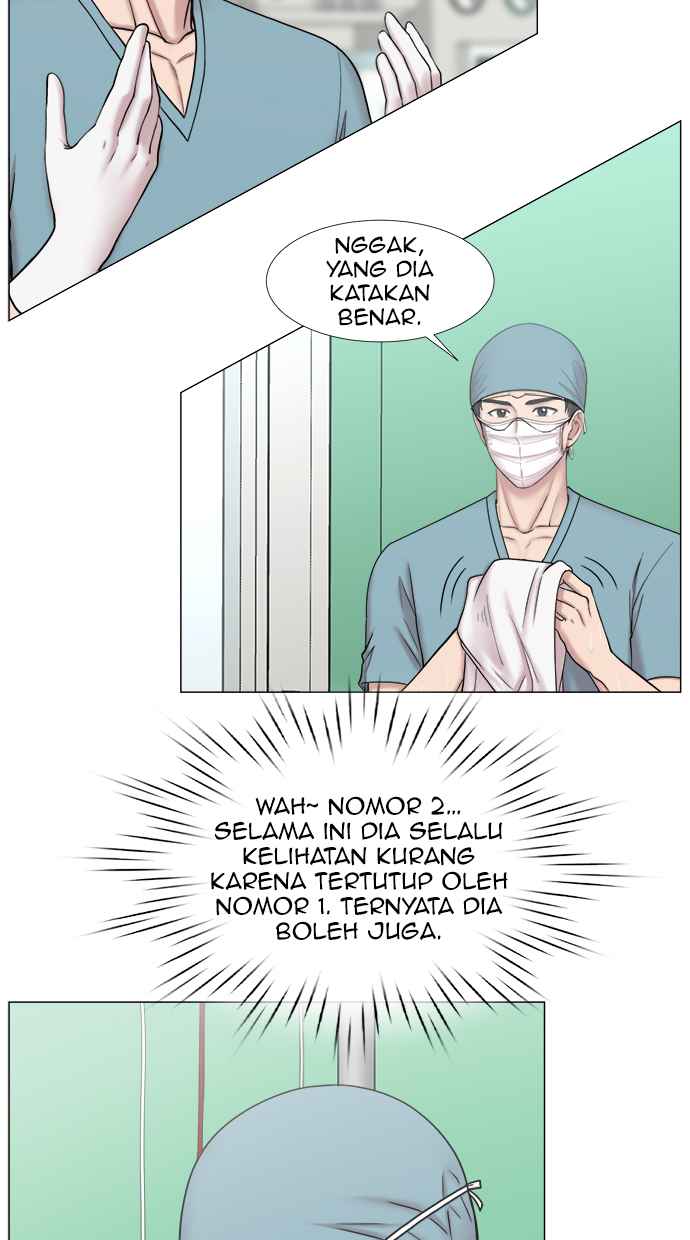 NGGAK,
YANG DIA
KATAKAN
BENAR.
WAH~ NOMOR 2...
SELAMA INI DIA SELALU
KELIHATAN KURANG
KARENA TERTUTUP OLEH
NOMOR 1. TERNYATA DIA
BOLEH JUGA.